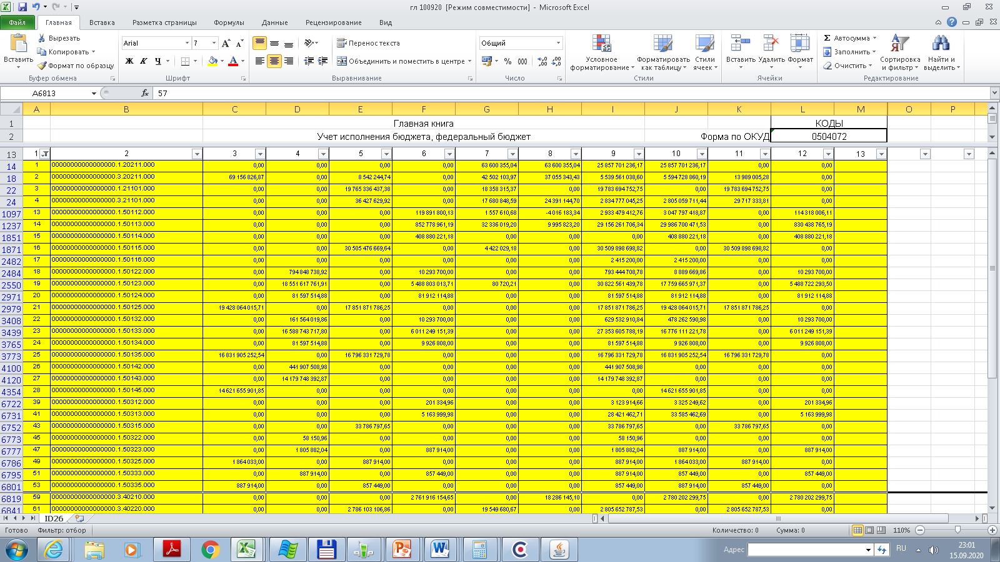 гл 100920 [Режим совместимости] - Microsoft Excel
Файл Главная Вставка Разметка страницы Формулы Данные Рецензирование Вид
Вставить Вырезать Копировать Формат по образцу
Буфер обмена
Arial 7
Ж К Ч
Шрифт
Перенос текста
Объединить и поместить в центре
Выравнивание
Общий
% 000
Число
Условное форматирование Форматировать как таблицу Стили ячеек
Стили
Вставить Удалить Формат
Ячейки
Σ Автосумма Заполнить Очистить Сортировка и фильтр Найти и выделить
Редактирование
A6813 fx 57
A B C D E F G H I J K L M O P
1 Главная книга КОДЫ
2 Учет исполнения бюджета, федеральный бюджет Форма по ОКУД 0504072
13 1 2 3 4 5 6 7 8 9 10 11 12 13
14 1 00000000000000000.1.20211.000 0,00 0,00 0,00 0,00 63 600 355,04 63 600 355,04 25 857 701 236,17 25 857 701 236,17 0,00 0,00
18 2 00000000000000000.3.20211.000 69 156 826,87 0,00 8 542 244,74 0,00 42 502 103,97 37 055 343,43 5 539 561 038,60 5 594 728 860,19 13 989 005,28 0,00
22 3 00000000000000000.1.21101.000 0,00 0,00 19 765 336 437,38 0,00 18 358 315,37 0,00 19 783 694 752,75 0,00 19 783 694 752,75 0,00
24 4 00000000000000000.3.21101.000 0,00 0,00 36 427 629,92 0,00 17 680 848,59 24 391 144,70 2 834 777 045,25 2 805 059 711,44 29 717 333,81 0,00
1097 13 00000000000000000.1.50112.000 0,00 0,00 0,00 119 891 800,13 1 557 610,68 -4 016 183,34 2 933 479 412,76 3 047 797 418,87 0,00 114 318 006,11
1237 14 00000000000000000.1.50113.000 0,00 0,00 0,00 852 778 961,19 32 336 019,20 9 995 823,20 29 156 261 706,34 29 986 700 471,53 0,00 830 438 765,19
1851 15 00000000000000000.1.50114.000 0,00 0,00 0,00 408 880 221,18 0,00 0,00 0,00 408 880 221,18 0,00 408 880 221,18
1871 16 00000000000000000.1.50115.000 0,00 0,00 30 505 476 669,64 0,00 4 422 029,18 0,00 30 509 898 698,82 0,00 30 509 898 698,82 0,00
2482 17 00000000000000000.1.50116.000 0,00 0,00 0,00 0,00 0,00 0,00 2 415 200,00 2 415 200,00 0,00 0,00
2484 18 00000000000000000.1.50122.000 0,00 794 848 738,92 0,00 10 293 700,00 0,00 0,00 793 444 708,78 8 889 669,86 0,00 10 293 700,00
2550 19 00000000000000000.1.50123.000 0,00 18 551 617 761,91 0,00 5 488 803 013,71 80 720,21 0,00 30 822 561 439,78 17 759 665 971,37 0,00 5 488 722 293,50
2971 20 00000000000000000.1.50124.000 0,00 81 597 514,88 0,00 81 912 114,88 0,00 0,00 81 597 514,88 81 912 114,88 0,00 81 912 114,88
2979 21 00000000000000000.1.50125.000 19 428 064 015,71 0,00 17 851 871 786,25 0,00 0,00 0,00 17 851 871 786,25 19 428 064 015,71 17 851 871 786,25 0,00
3408 22 00000000000000000.1.50132.000 0,00 161 564 019,86 0,00 10 293 700,00 0,00 0,00 629 532 910,84 478 262 590,98 0,00 10 293 700,00
3439 23 00000000000000000.1.50133.000 0,00 16 588 743 717,80 0,00 6 011 249 151,39 0,00 0,00 27 353 605 788,19 16 776 111 221,78 0,00 6 011 249 151,39
3765 24 00000000000000000.1.50134.000 0,00 81 597 514,88 0,00 9 926 808,00 0,00 0,00 81 597 514,88 9 926 808,00 0,00 9 926 808,00
3773 25 00000000000000000.1.50135.000 16 831 905 252,54 0,00 16 796 331 729,78 0,00 0,00 0,00 16 796 331 729,78 16 831 905 252,54 16 796 331 729,78 0,00
4100 26 00000000000000000.1.50142.000 0,00 441 907 508,98 0,00 0,00 0,00 0,00 441 907 508,98 0,00 0,00 0,00
4120 27 00000000000000000.1.50143.000 0,00 14 179 748 392,87 0,00 0,00 0,00 0,00 14 179 748 392,87 0,00 0,00 0,00
4354 28 00000000000000000.1.50145.000 14 621 655 901,85 0,00 0,00 0,00 0,00 0,00 0,00 14 621 655 901,85 0,00 0,00
6722 39 00000000000000000.1.50312.000 0,00 0,00 0,00 201 334,96 0,00 0,00 3 123 914,66 3 325 249,62 0,00 201 334,96
6731 41 00000000000000000.1.50313.000 0,00 0,00 0,00 5 163 999,98 0,00 0,00 28 421 462,71 33 585 462,69 0,00 5 163 999,98
6752 43 00000000000000000.1.50315.000 0,00 0,00 33 786 797,65 0,00 0,00 0,00 33 786 797,65 0,00 33 786 797,65 0,00
6773 45 00000000000000000.1.50322.000 0,00 58 150,96 0,00 0,00 0,00 0,00 58 150,96 0,00 0,00 0,00
6777 47 00000000000000000.1.50323.000 0,00 1 805 882,04 0,00 887 914,00 0,00 0,00 1 805 882,04 887 914,00 0,00 887 914,00
6786 49 00000000000000000.1.50325.000 1 864 033,00 0,00 887 914,00 0,00 0,00 0,00 887 914,00 1 864 033,00 887 914,00 0,00
6795 51 00000000000000000.1.50333.000 0,00 887 914,00 0,00 857 449,00 0,00 0,00 887 914,00 857 449,00 0,00 857 449,00
6801 53 00000000000000000.1.50335.000 887 914,00 0,00 857 449,00 0,00 0,00 0,00 857 449,00 887 914,00 857 449,00 0,00
6819 59 00000000000000000.3.40210.000 0,00 0,00 0,00 2 761 916 154,65 0,00 18 286 145,10 0,00 2 780 202 299,75 0,00 2 780 202 299,75
6841 61 00000000000000000.3.40220.000 0,00 0,00 2 786 103 106,86 0,00 19 549 680,67 0,00 2 805 652 787,53 0,00 2 805 652 787,53 0,00
ID26
Готово Фильтр: отбор Количество: 0 Сумма: 0 110%
Адрес RU 23:01
15.09.2020